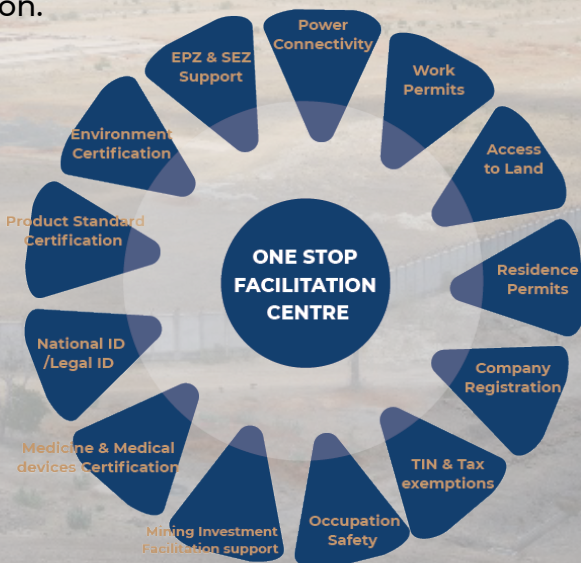 on.
Power
Connectivity
Work
Permits
Access
to Land
Residence
Permits
Company
Registration
TIN & Tax
exemptions
Occupation
Safety
Mining Investment
Facilitation support
Medicine & Medical
devices Certification
National ID
/Legal ID
Product Standard
Certification
Environment
Certification
EPZ & SEZ
Support
ONE STOP
FACILITATION
CENTRE